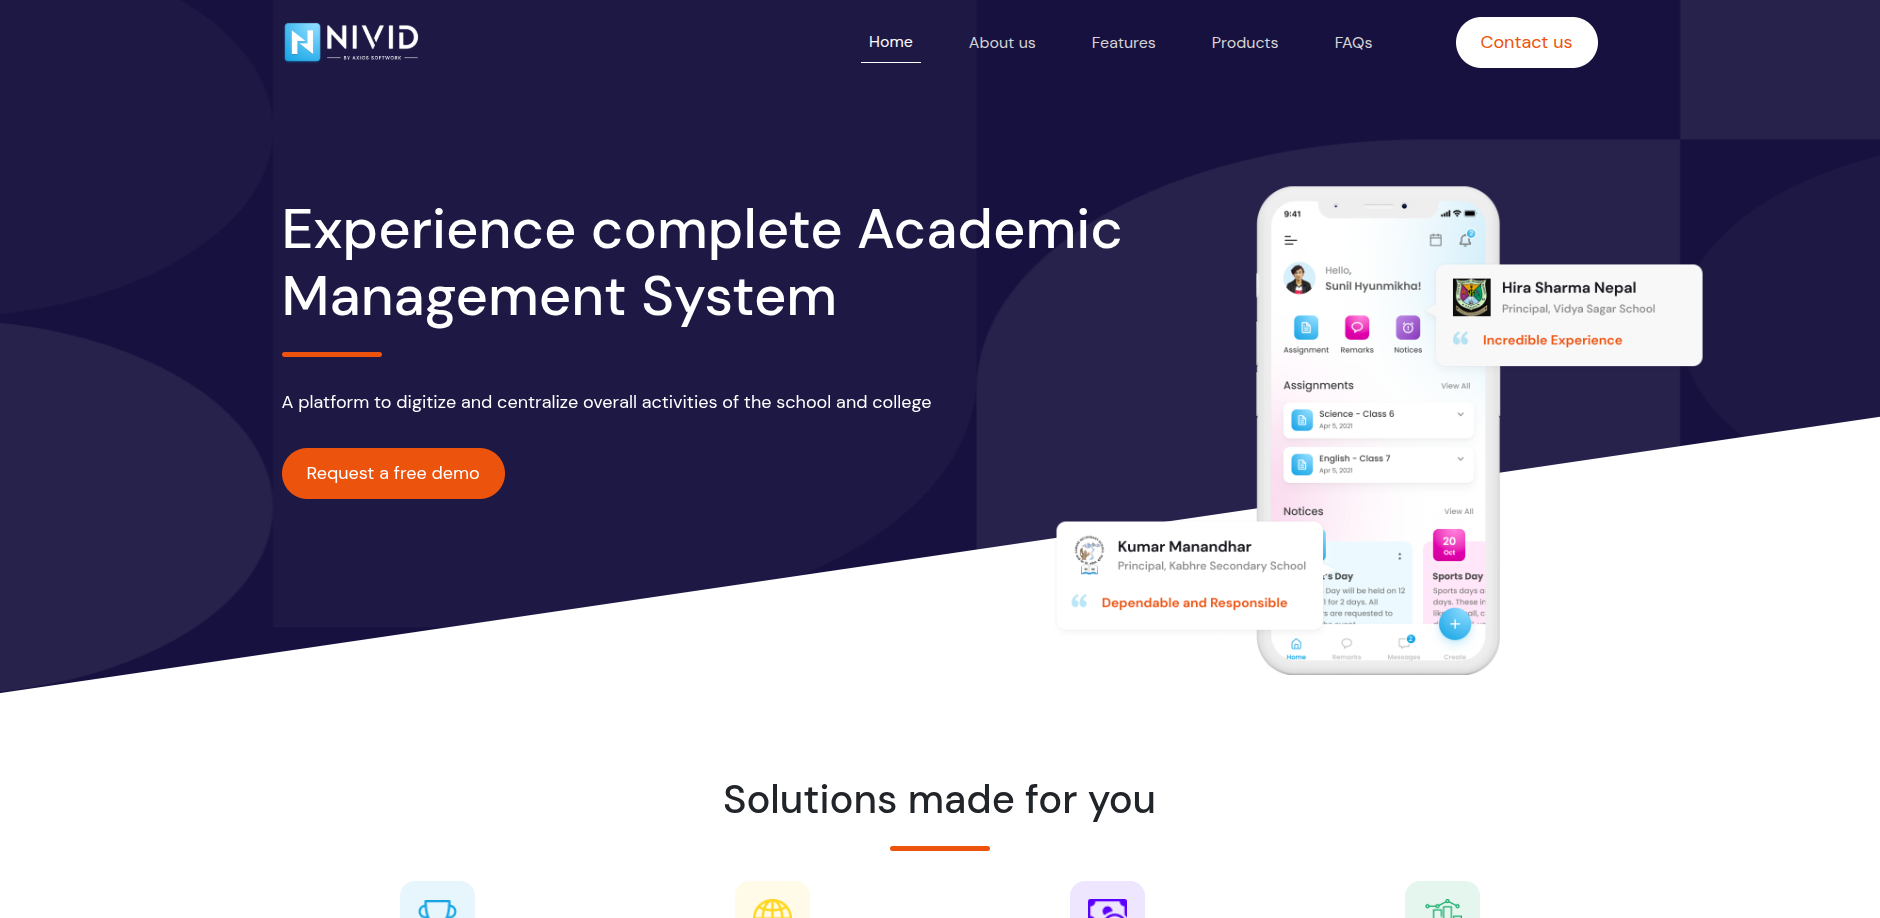 NIVID
BY AXIOS SOFTWORK
Home
About us
Features
Products
FAQs
Contact us
Experience complete Academic
Management System
A platform to digitize and centralize overall activities of the school and college
Request a free demo
9:41
2
Hello,
Sunil Hyunmikha!
Assignment
Remarks
Notices
Hira Sharma Nepal
Principal, Vidya Sagar School
Incredible Experience
Assignments
View All
Science - Class 6
Apr 5, 2021
English - Class 7
Apr 5, 2021
Notices
View All
Kumar Manandhar
Principal, Kabhre Secondary School
Dependable and Responsible
's Day
Day will be held on 12
for 2 days. All
are requested to
20
Oct
Sports Day
Sports days
days. These
Home
Remarks
2
Messages
Create
Solutions made for you